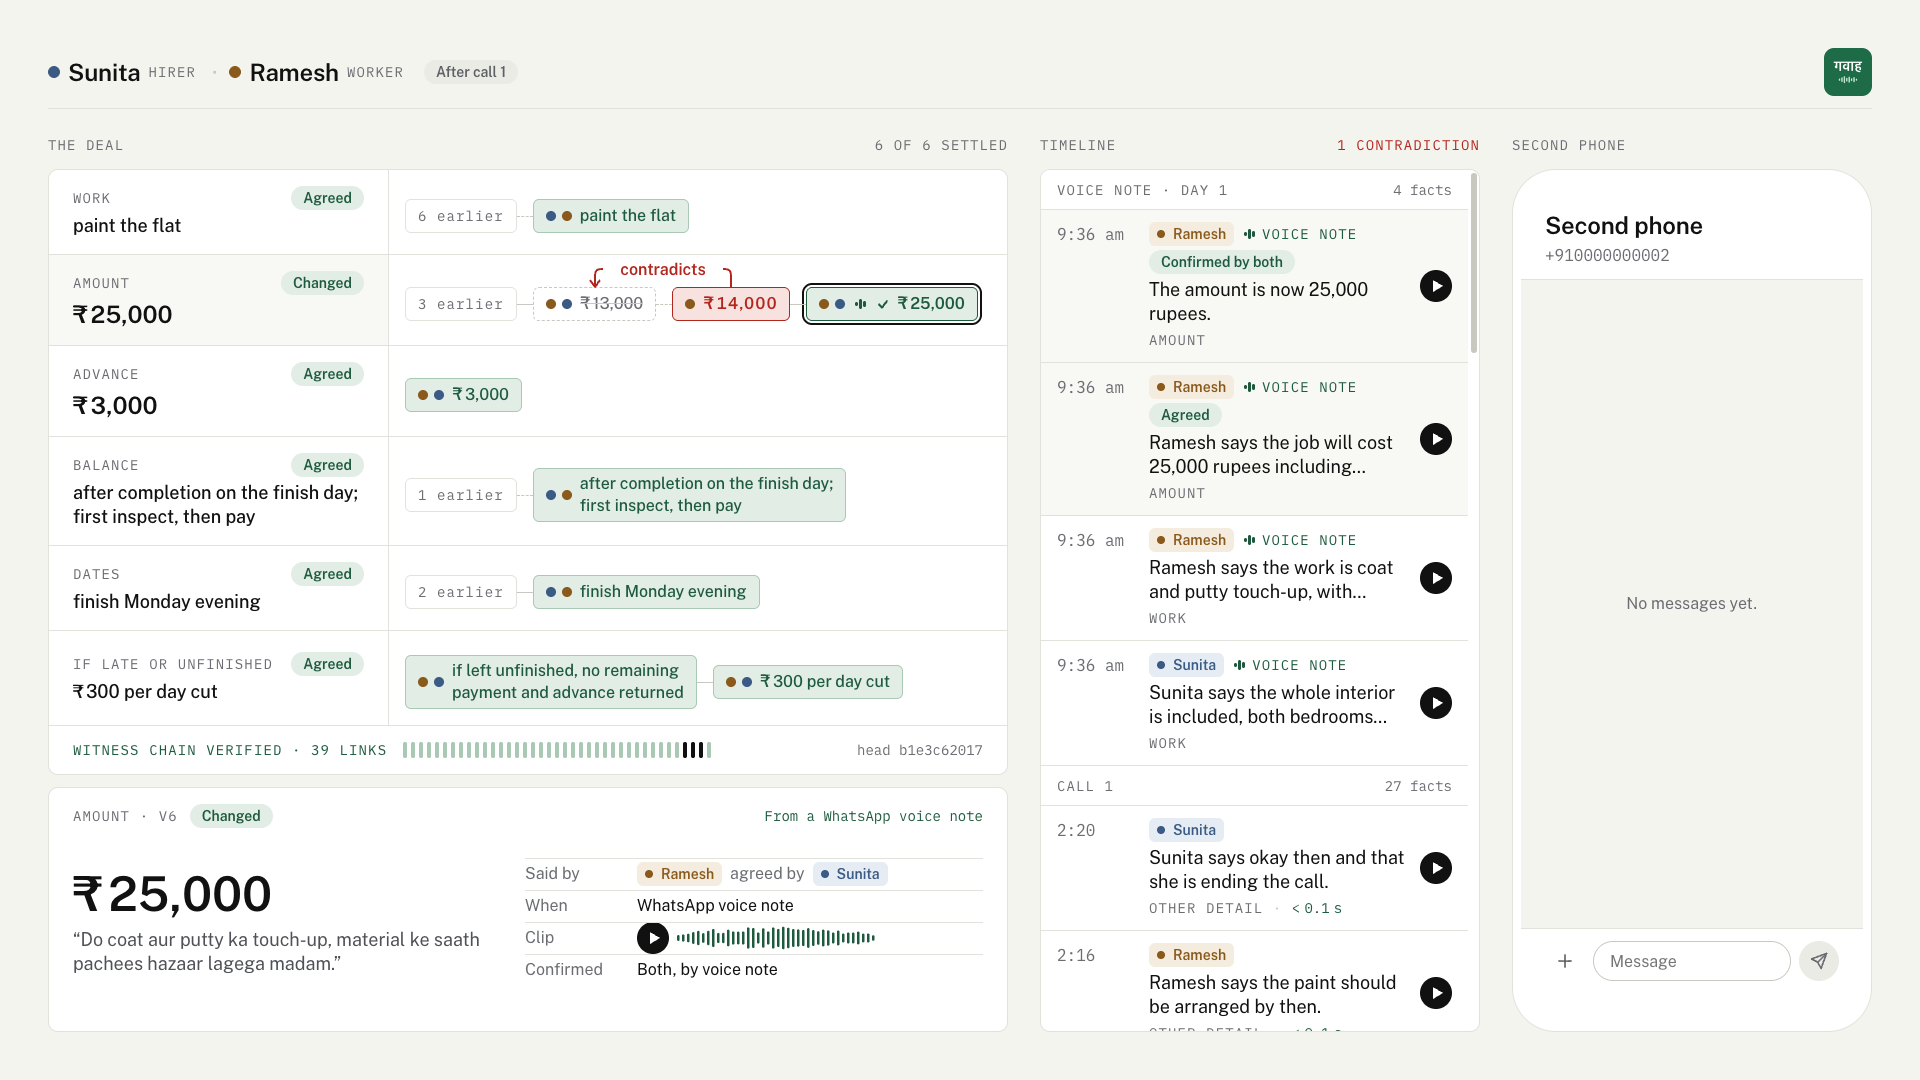 Sunita HIRER · Ramesh WORKER After call 1
गवाह
THE DEAL 6 OF 6 SETTLED
WORK Agreed
paint the flat
6 earlier paint the flat
AMOUNT Changed
₹25,000
contradicts
3 earlier ₹13,000 ₹14,000 ₹25,000
ADVANCE Agreed
₹3,000
₹3,000
BALANCE Agreed
after completion on the finish day;
first inspect, then pay
1 earlier
after completion on the finish day;
first inspect, then pay
DATES Agreed
finish Monday evening
2 earlier finish Monday evening
IF LATE OR UNFINISHED Agreed
₹300 per day cut
if left unfinished, no remaining
payment and advance returned
₹300 per day cut
WITNESS CHAIN VERIFIED · 39 LINKS head b1e3c62017
AMOUNT · V6 Changed From a WhatsApp voice note
₹25,000
“Do coat aur putty ka touch-up, material ke saath
pachees hazaar lagega madam.”
Said by Ramesh agreed by Sunita
When WhatsApp voice note
Clip
Confirmed Both, by voice note
TIMELINE 1 CONTRADICTION
VOICE NOTE · DAY 1 4 facts
9:36 am Ramesh VOICE NOTE
Confirmed by both
The amount is now 25,000
rupees.
AMOUNT
9:36 am Ramesh VOICE NOTE
Agreed
Ramesh says the job will cost
25,000 rupees including...
AMOUNT
9:36 am Ramesh VOICE NOTE
Ramesh says the work is coat
and putty touch-up, with...
WORK
9:36 am Sunita VOICE NOTE
Sunita says the whole interior
is included, both bedrooms...
WORK
CALL 1 27 facts
2:20 Sunita
Sunita says okay then and that
she is ending the call.
OTHER DETAIL · <0.1 s
2:16 Ramesh
Ramesh says the paint should
be arranged by then.
OTHER DETAIL · <0.1 s
SECOND PHONE
Second phone
+910000000002
No messages yet.
Message